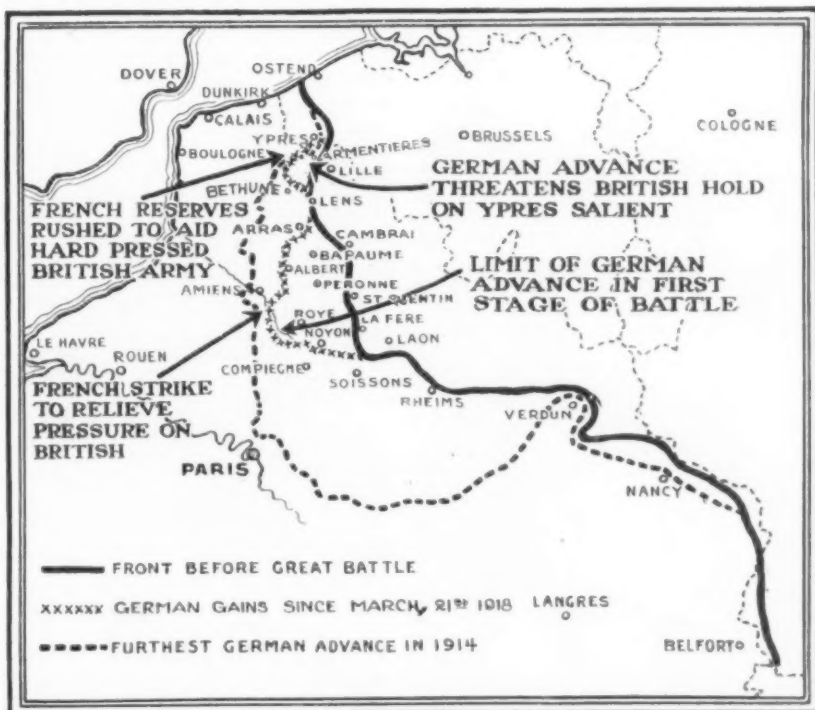 DOVER
OSTEND
DUNKIRK
CALAIS
COLOGNE
YPRES
ARMENTIERES
BRUSSELS
BOULOGNE
LILLE
BETHUNE
GERMAN ADVANCE
THREATENS BRITISH HOLD
ON YPRES SALIENT
LENS
FRENCH RESERVES
RUSHED TO AID
HARD PRESSED
BRITISH ARMY
ARRAS
CAMBRAI
BAPAUME
ALBERT
LIMIT OF GERMAN
ADVANCE IN FIRST
STAGE OF BATTLE
PERONNE
AMIENS
ST QUENTIN
ROYE
LA FERE
NOYON
LAON
LE HAVRE
ROUEN
COMPIEGNE
SOISSONS
RHEIMS
FRENCH STRIKE
TO RELIEVE
PRESSURE ON
BRITISH
VERDUN
PARIS
NANCY
FRONT BEFORE GREAT BATTLE
GERMAN GAINS SINCE MARCH, 21ST 1918
LANGRES
FURTHEST GERMAN ADVANCE IN 1914
BELFORT